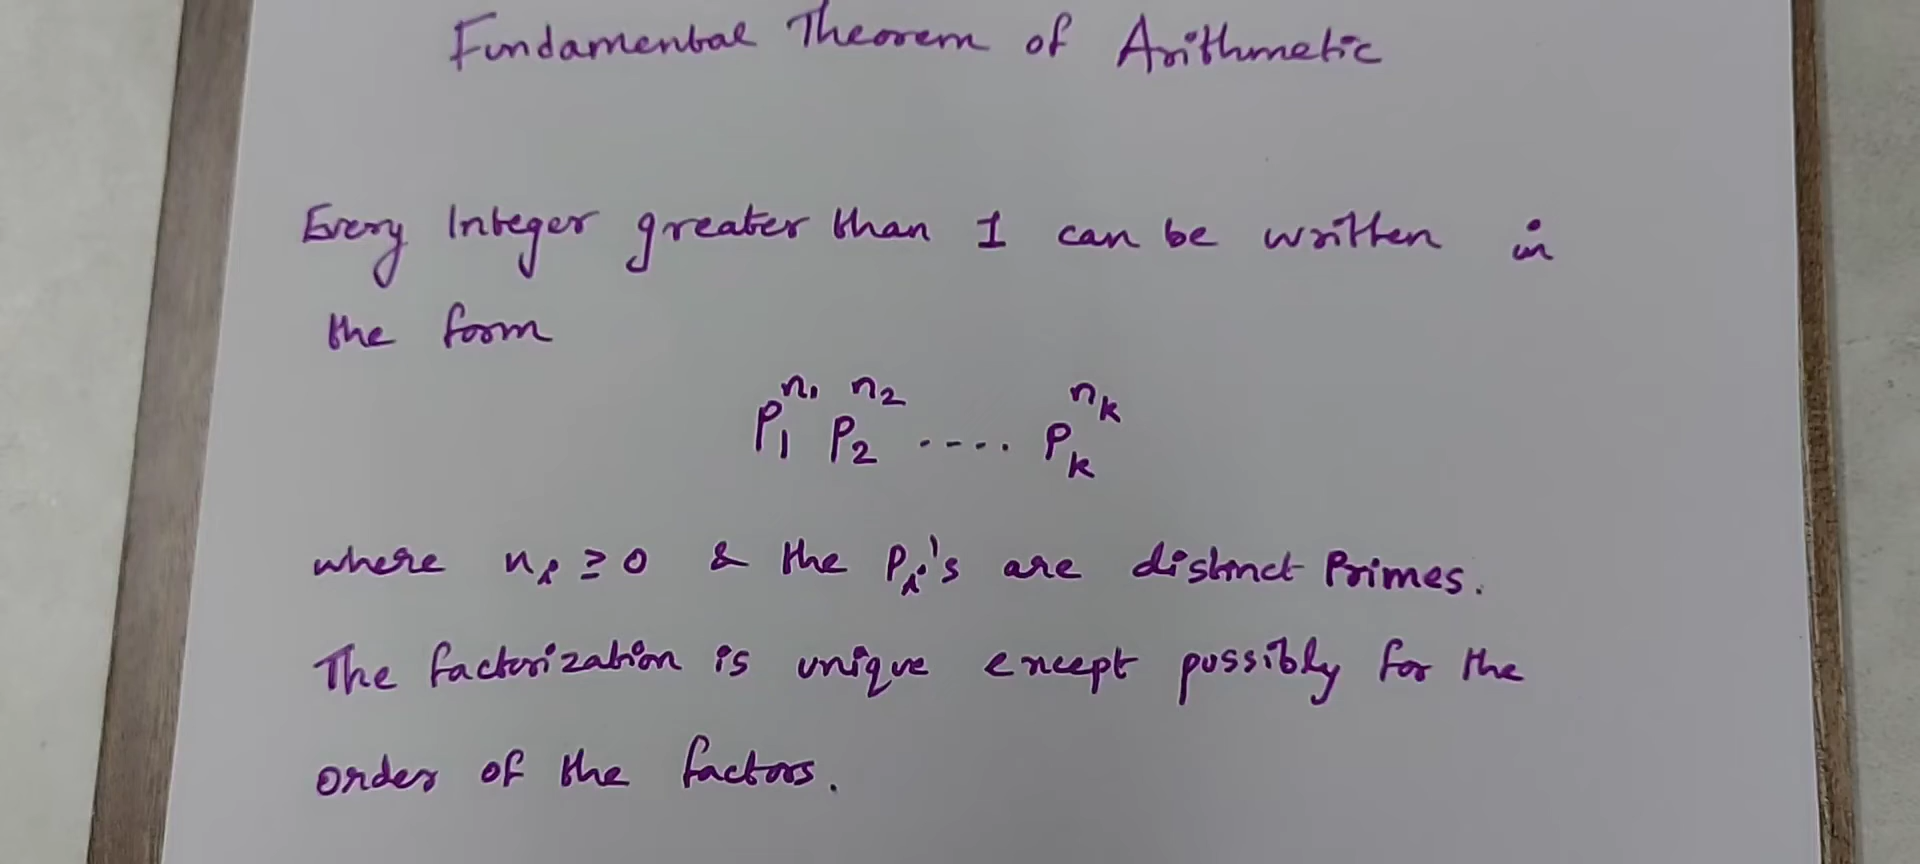 Fundamental Theorem of Arithmetic
Every Integer greater than 1 can be written in
the form
P₁^n₁ P₂^n₂ ..... P_k^n_k
where nᵢ ≥ 0 & the Pᵢ's are distinct Primes.
The factorization is unique except possibly for the
order of the factors.